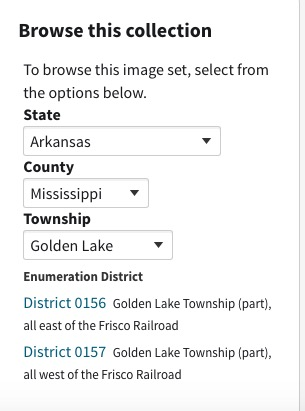 Browse this collection
To browse this image set, select from
the options below.
State
Arkansas
County
Mississippi
Township
Golden Lake
Enumeration District
District 0156 Golden Lake Township (part),
all east of the Frisco Railroad
District 0157 Golden Lake Township (part),
all west of the Frisco Railroad